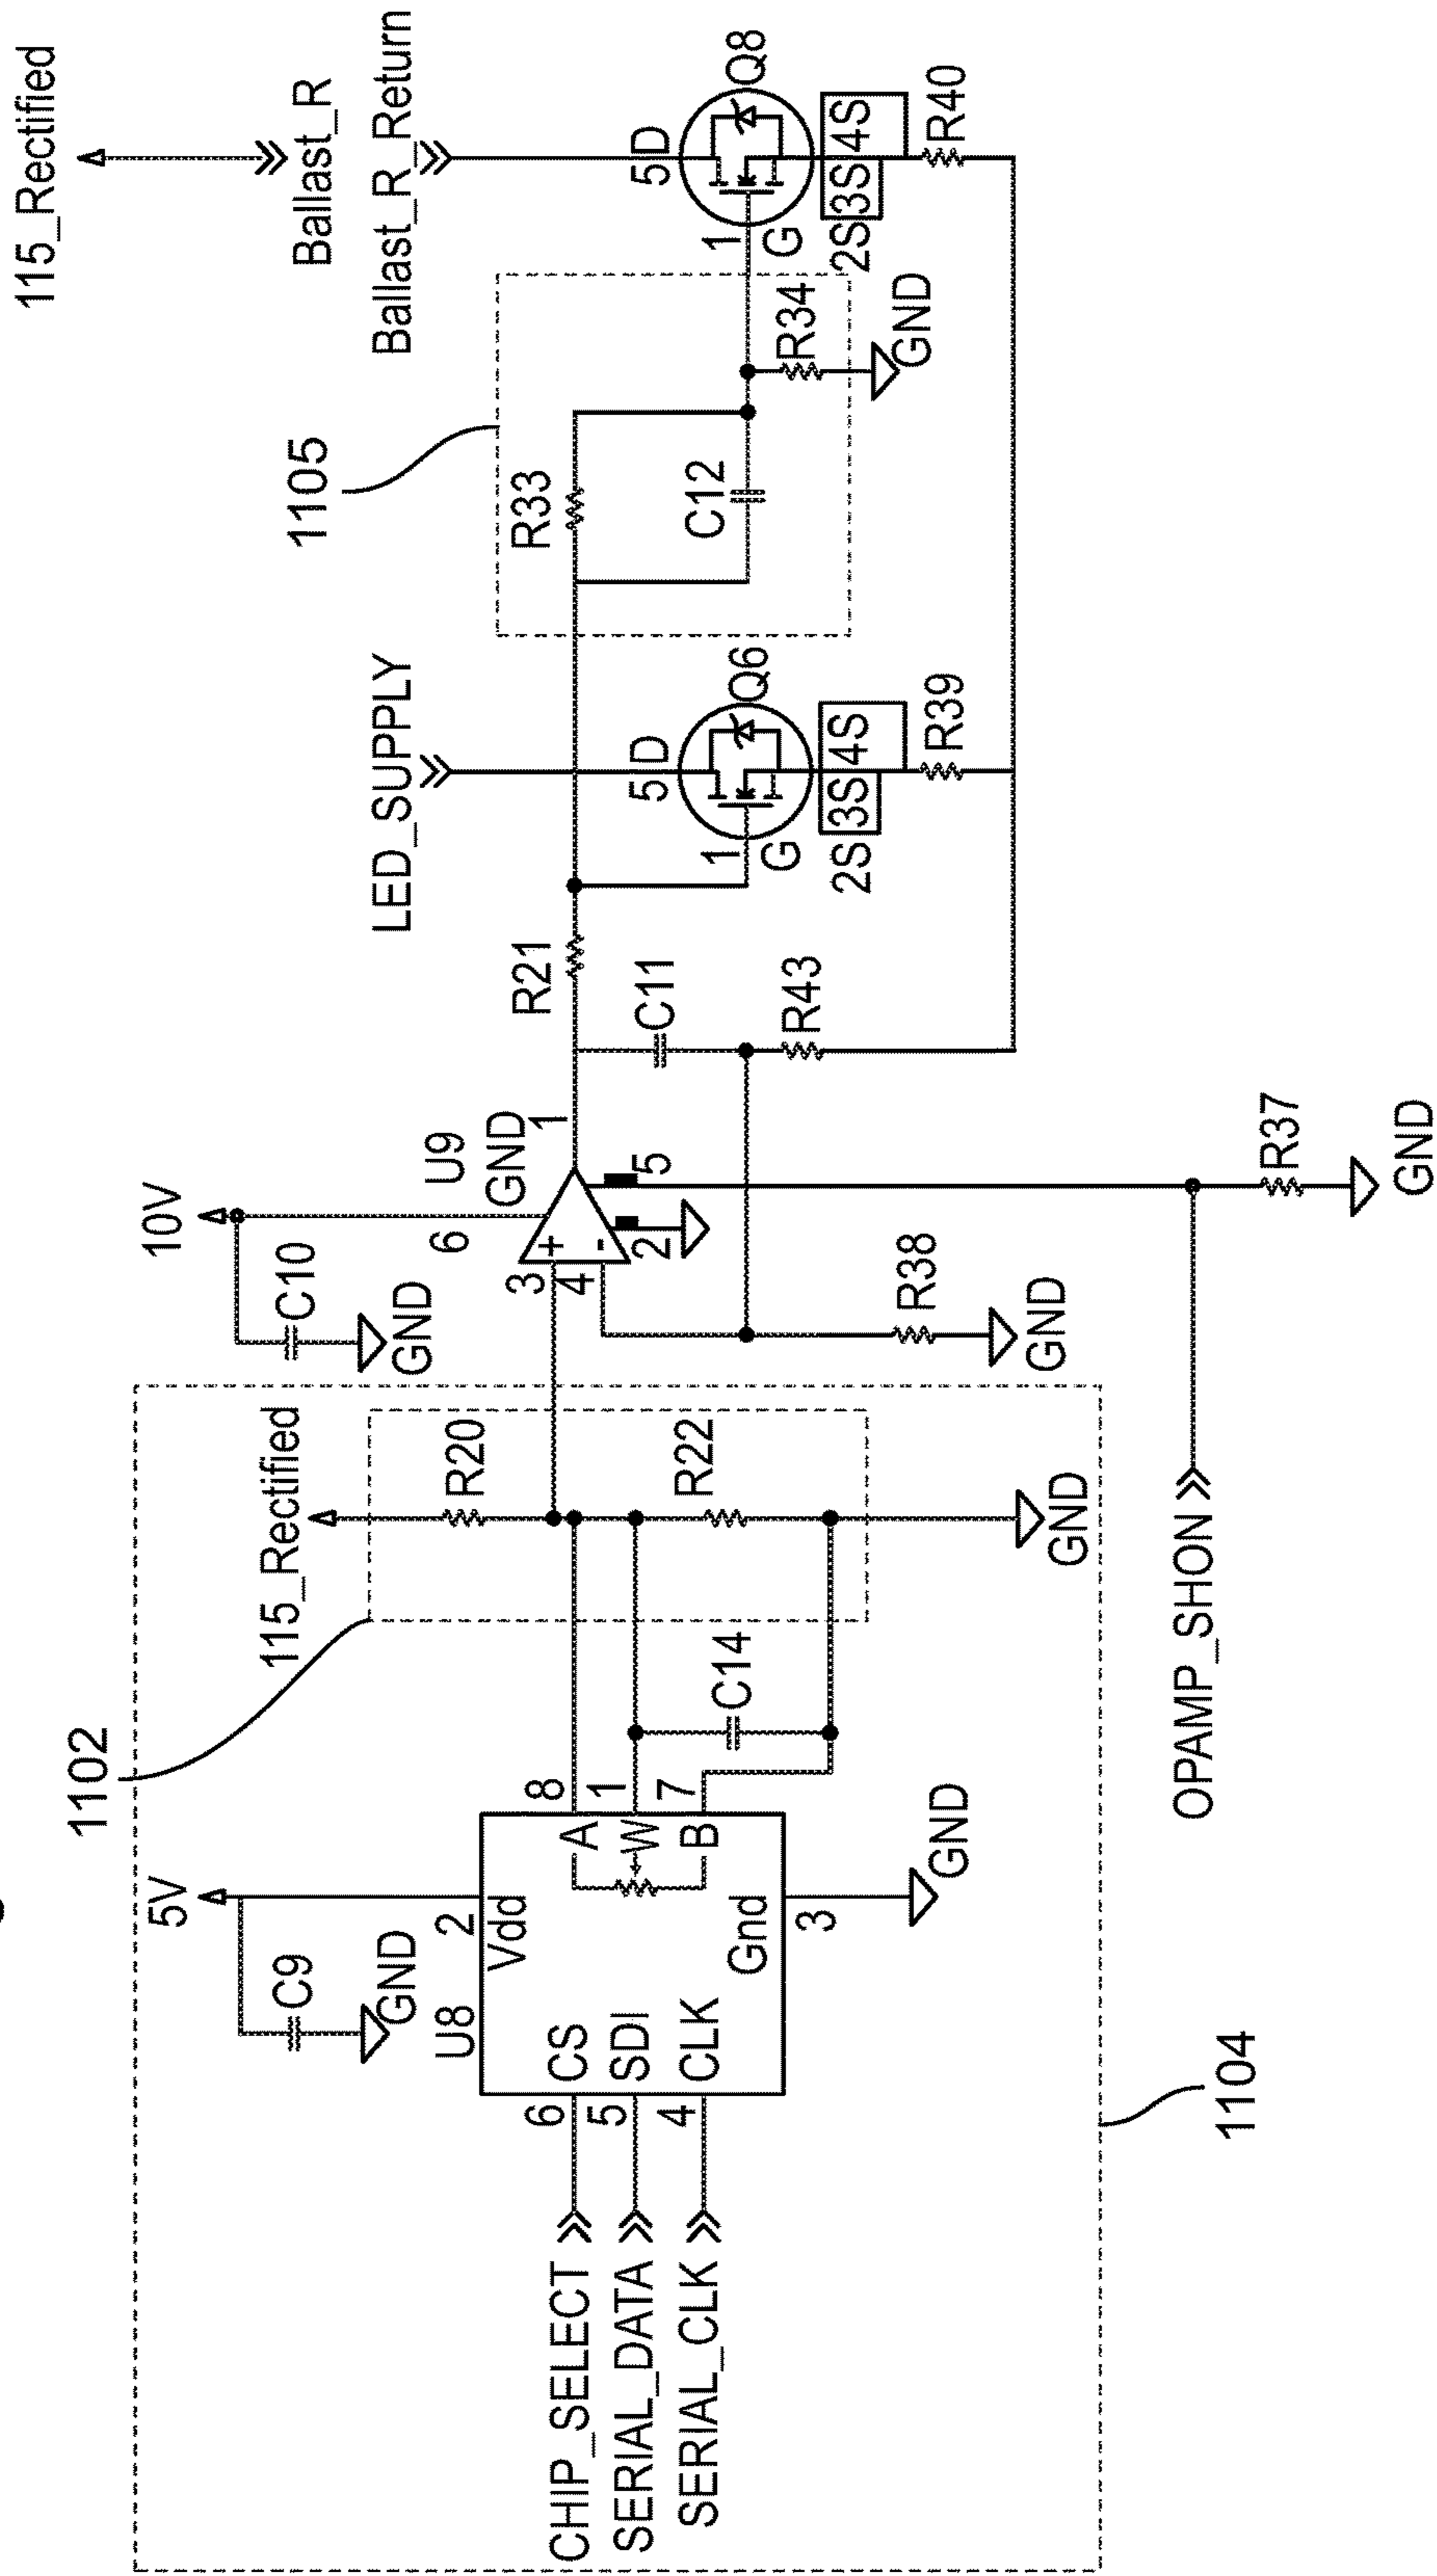 115_Rectified
Ballast_R
Ballast_R_Return
5 D
Q8
1
G
2S 3S 4S
R40
1105
R33
C12
R34
GND
LED_SUPPLY
5 D
Q6
1
G
2S 3S 4S
R39
R21
C11
R43
10V
C10
GND
6
U9
GND
1
3
+
4
-
2
5
R38
GND
R37
GND
OPAMP_SHON
1102
115_Rectified
R20
R22
GND
C14
5V
C9
GND
2
Vdd
U8
6
CS
5
SDI
4
CLK
A
8
W
1
B
7
Gnd
3
GND
CHIP_SELECT
SERIAL_DATA
SERIAL_CLK
1104